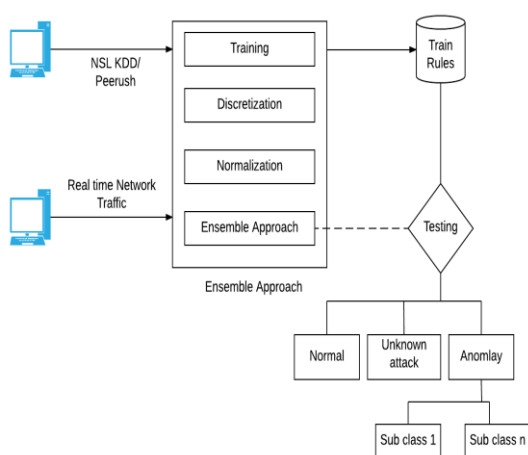 NSL KDD/
Peerush
Training
Train
Rules
Discretization
Normalization
Real time Network
Traffic
Ensemble Approach
Testing
Ensemble Approach
Normal
Unknown
attack
Anomlay
Sub class 1
Sub class n